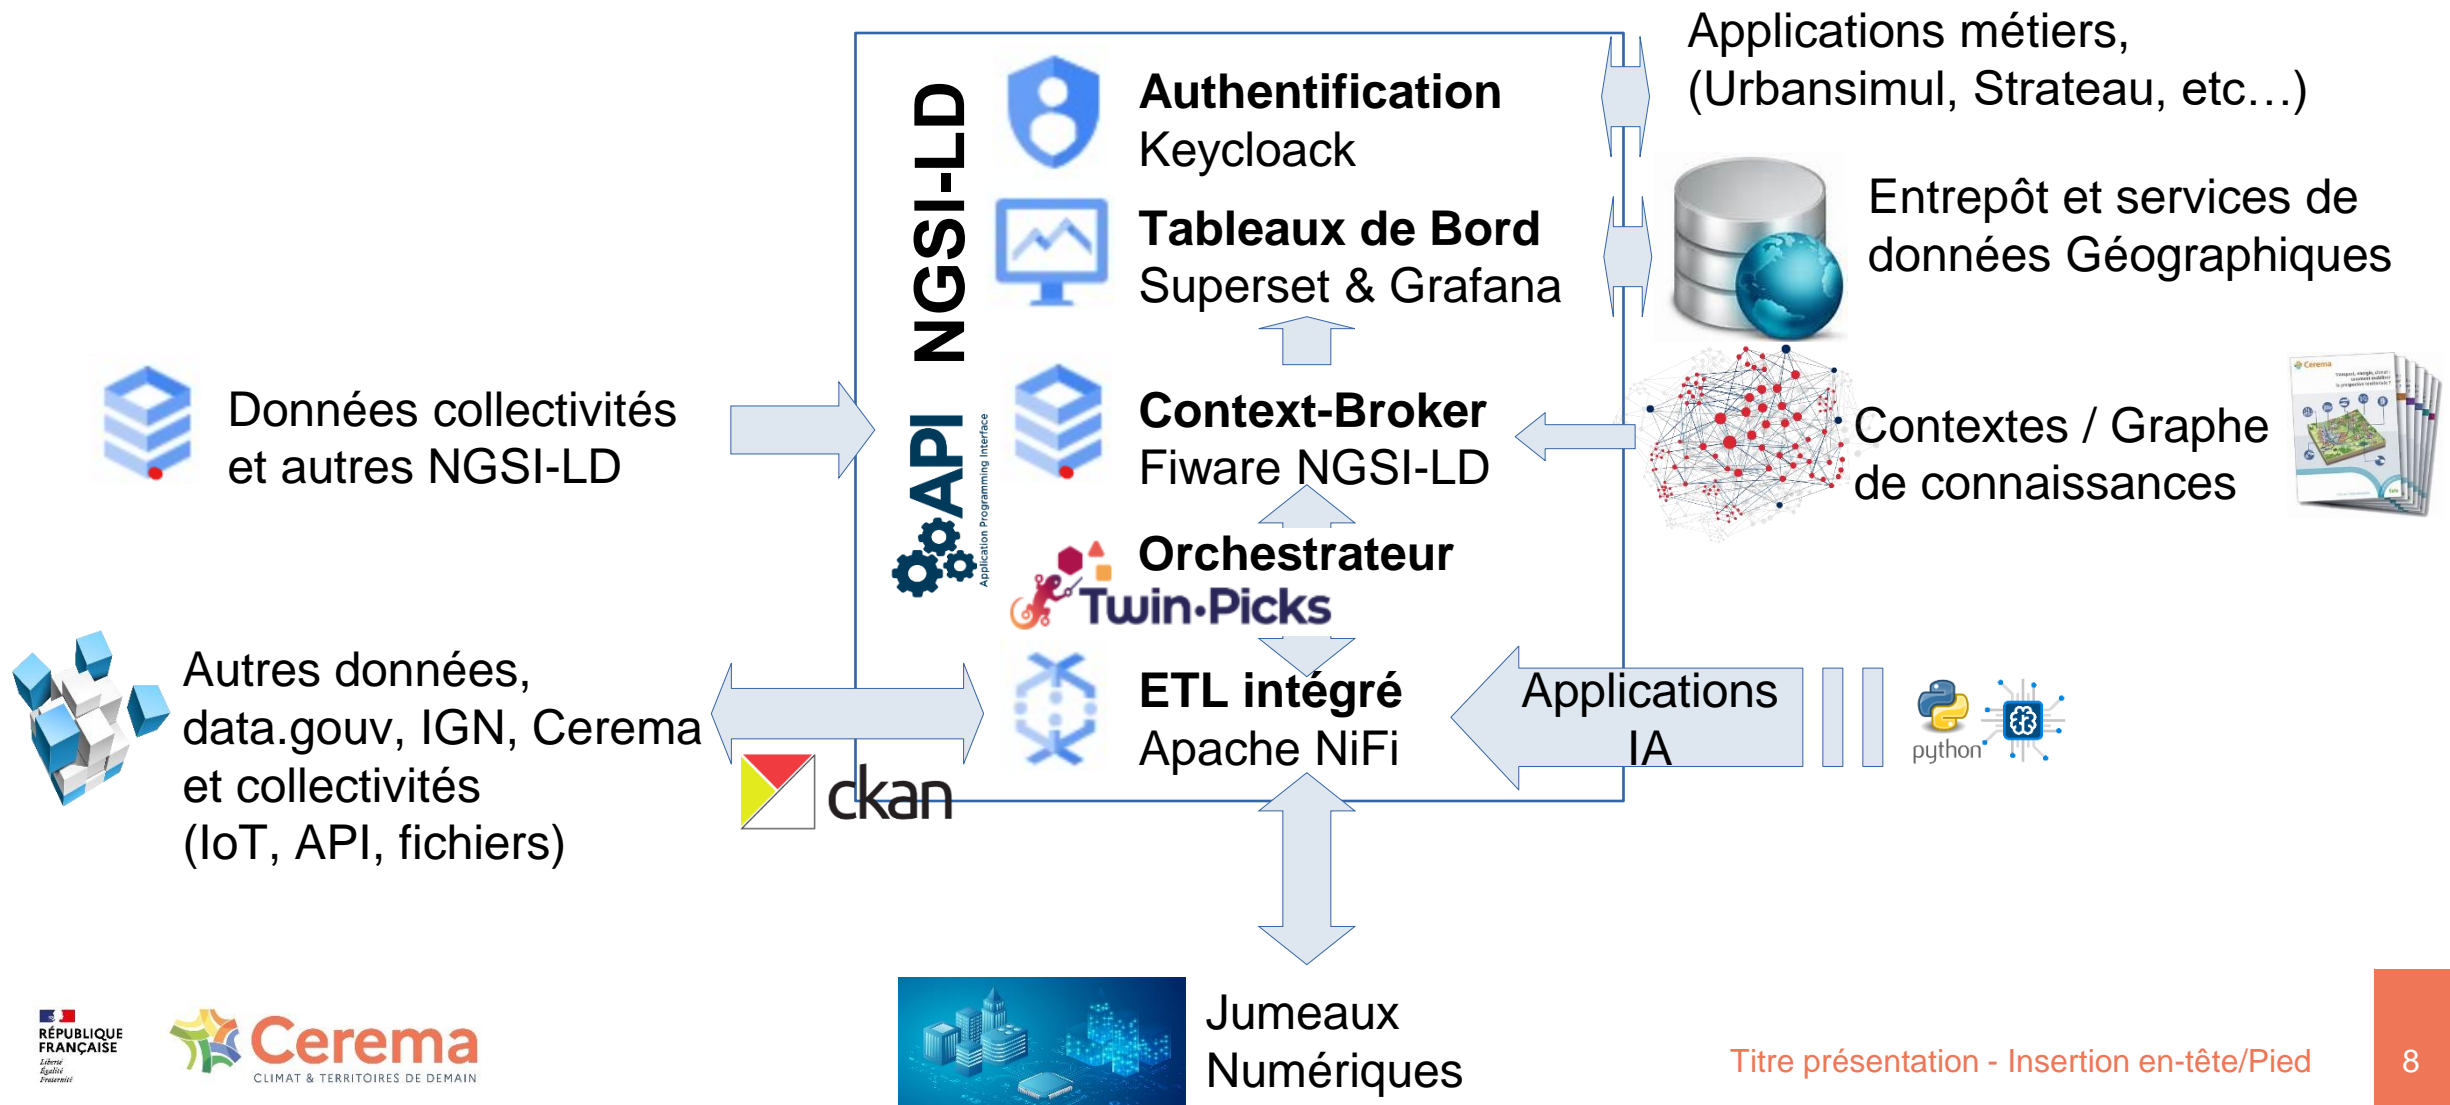 Applications métiers,
(Urbansimul, Strateau, etc…)
NGSI-LD
API
Application Programming Interface
Authentification
Keycloack
Tableaux de Bord
Superset & Grafana
Entrepôt et services de
données Géographiques
Données collectivités
et autres NGSI-LD
Context-Broker
Fiware NGSI-LD
Contextes / Graphe
de connaissances
Cerema
Orchestrateur
Twin·Picks
Autres données,
data.gouv, IGN, Cerema
et collectivités
(IoT, API, fichiers)
ckan
ETL intégré
Apache NiFi
Applications
IA
python
Jumeaux
Numériques
RÉPUBLIQUE
FRANÇAISE
Liberté
Égalité
Fraternité
Cerema
CLIMAT & TERRITOIRES DE DEMAIN
Titre présentation - Insertion en-tête/Pied
8